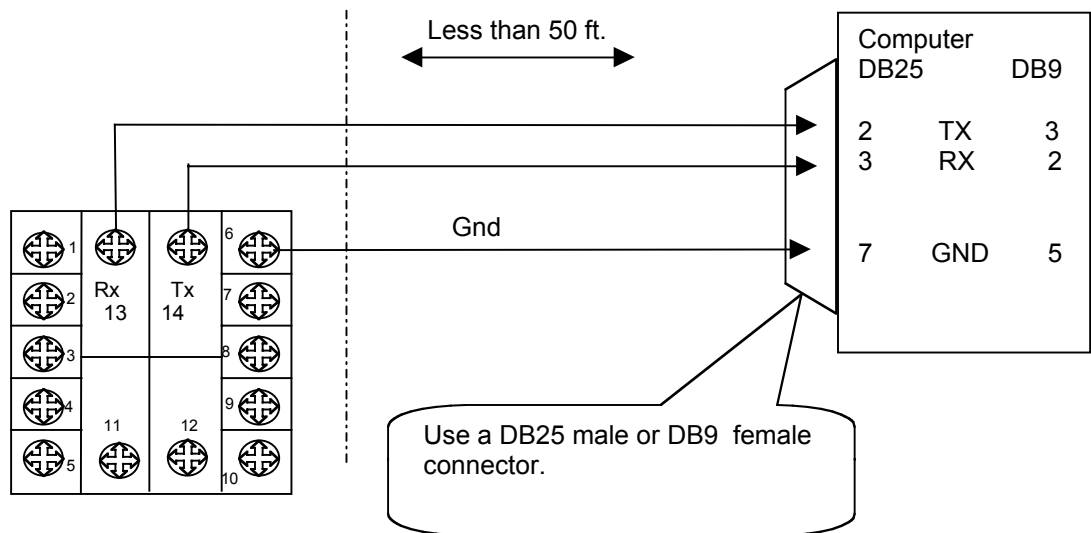 Less than 50 ft.
Computer
DB25 DB9
2 TX 3
3 RX 2
Gnd
7 GND 5
1
6
Rx
13
Tx
14
2
7
3
8
4
9
11
12
5
10
Use a DB25 male or DB9 female
connector.